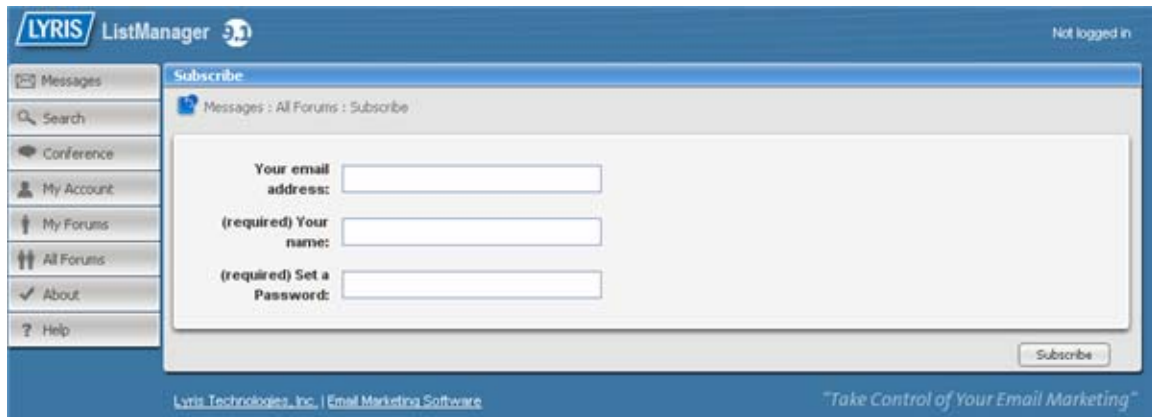 LYRIS ListManager 9.1
Not logged in
Messages
Search
Conference
My Account
My Forums
All Forums
About
? Help
Subscribe
Messages : All Forums : Subscribe
Your email
address:
(required) Your
name:
(required) Set a
Password:
Subscribe
Lyris Technologies, Inc. | Email Marketing Software
"Take Control of Your Email Marketing"